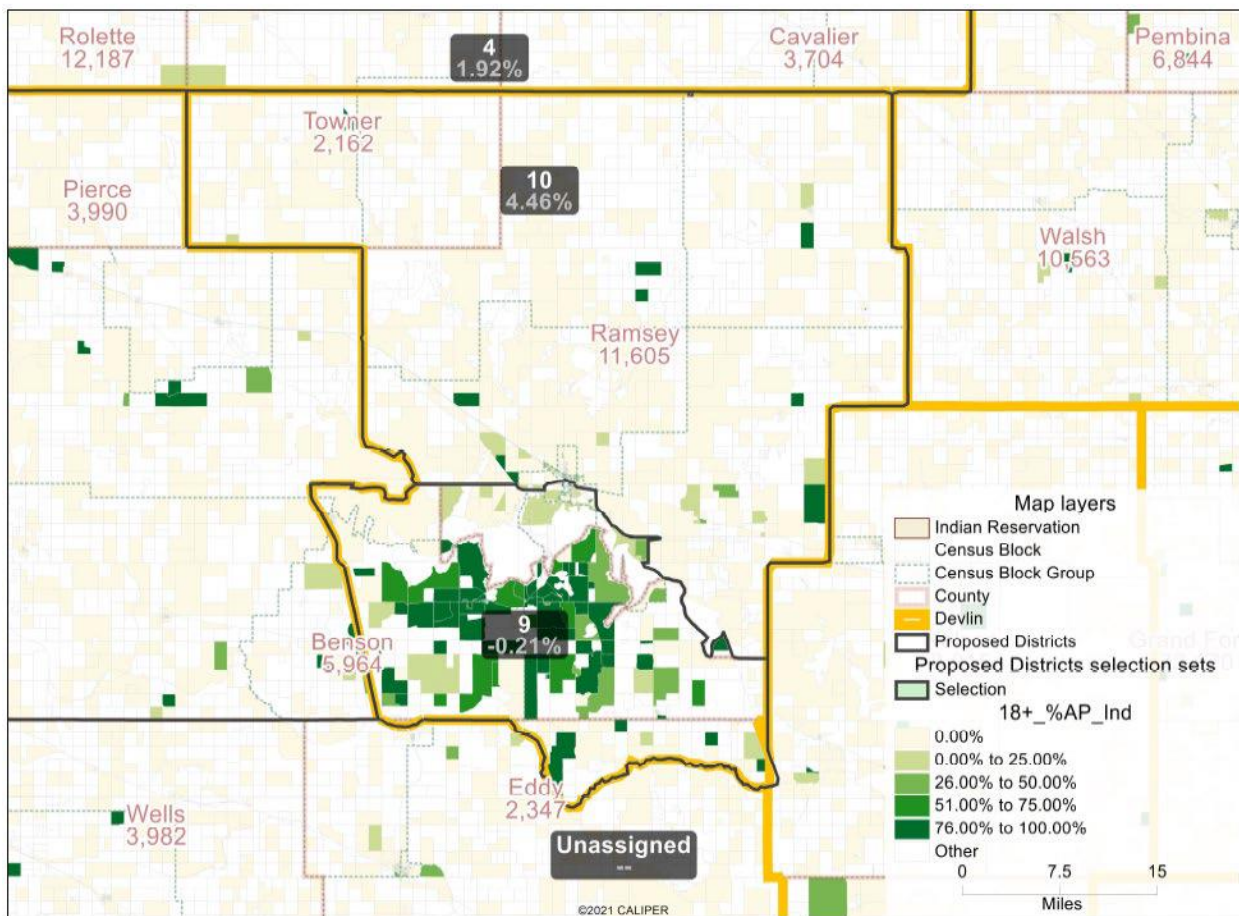 Rolette
12,187
4
1.92%
Cavalier
3,704
Pembina
6,844
Towner
2,162
10
4.46%
Pierce
3,990
Walsh
10,563
Ramsey
11,605
9
-0.21%
Benson
5,964
Eddy
2,347
Wells
3,982
Unassigned
--
Map layers
Indian Reservation
Census Block
Census Block Group
County
Devlin
Proposed Districts
Proposed Districts selection sets
Selection
18+_%AP_Ind
0.00%
0.00% to 25.00%
26.00% to 50.00%
51.00% to 75.00%
76.00% to 100.00%
Other
0 7.5 15
Miles
©2021 CALIPER